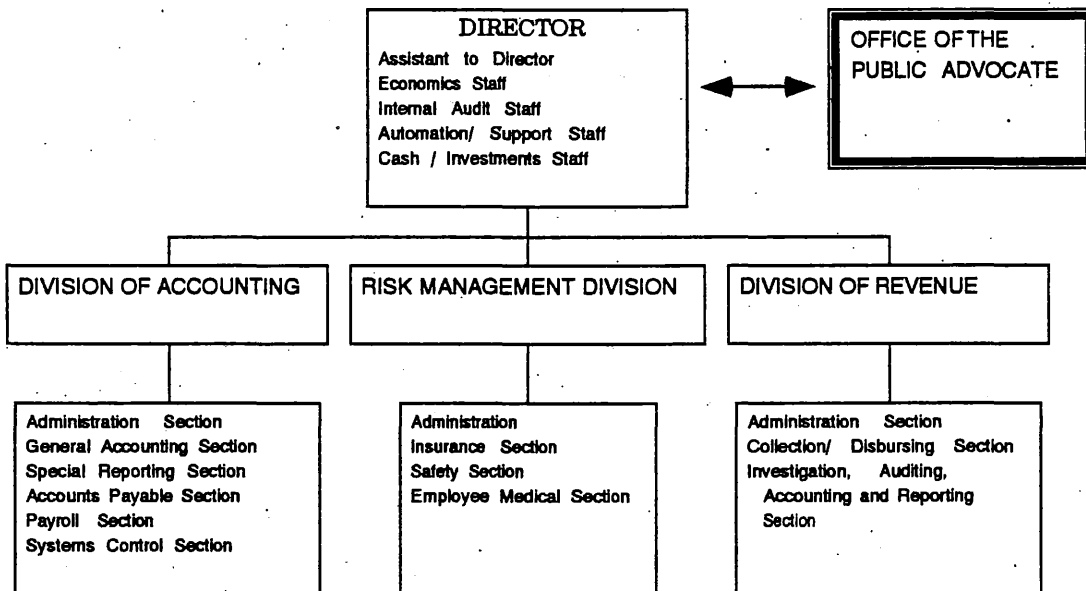 DIRECTOR
Assistant to Director
Economics Staff
Internal Audit Staff
Automation/ Support Staff
Cash / Investments Staff
OFFICE OF THE
PUBLIC ADVOCATE
DIVISION OF ACCOUNTING
RISK MANAGEMENT DIVISION
DIVISION OF REVENUE
Administration Section
General Accounting Section
Special Reporting Section
Accounts Payable Section
Payroll Section
Systems Control Section
Administration
Insurance Section
Safety Section
Employee Medical Section
Administration Section
Collection/ Disbursing Section
Investigation, Auditing,
Accounting and Reporting
Section